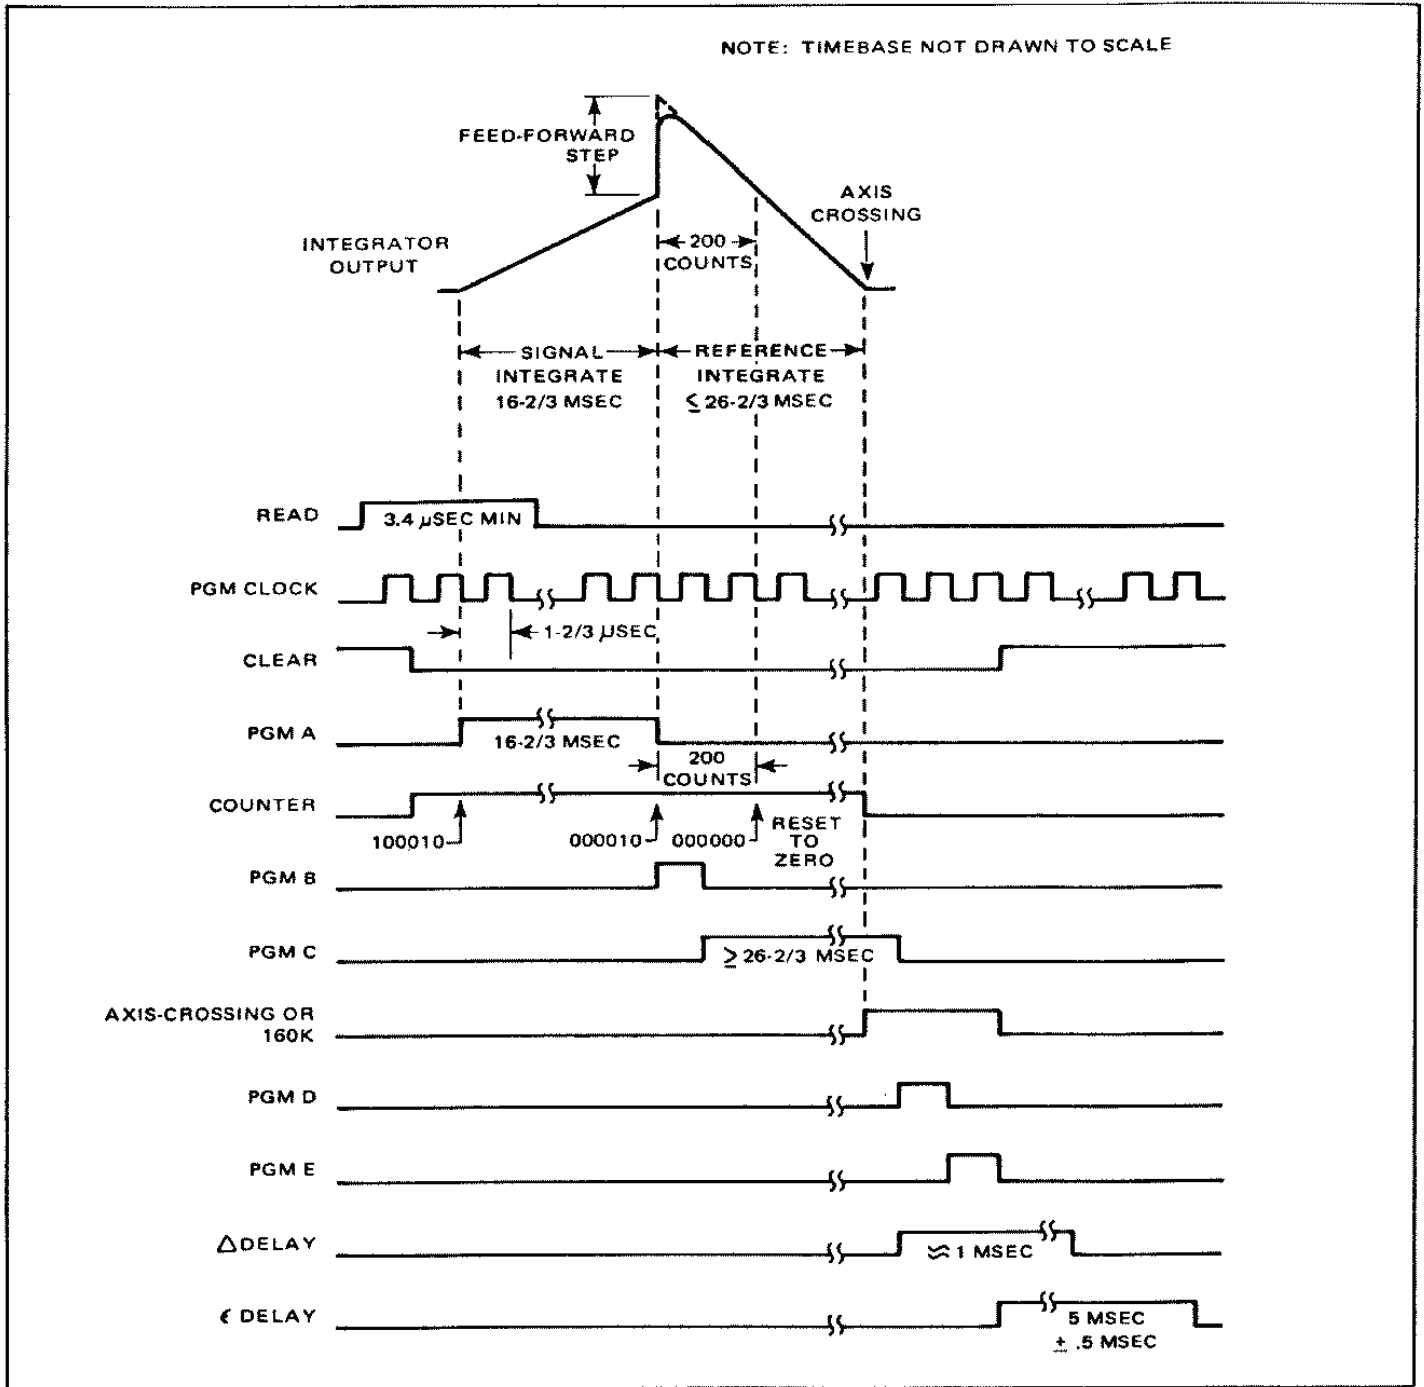 NOTE: TIMEBASE NOT DRAWN TO SCALE
FEED-FORWARD
STEP
AXIS
CROSSING
INTEGRATOR
OUTPUT
200
COUNTS
SIGNAL
INTEGRATE
16-2/3 MSEC
REFERENCE
INTEGRATE
≤ 26-2/3 MSEC
READ
3.4 µSEC MIN
PGM CLOCK
1-2/3 µSEC
CLEAR
PGM A
16-2/3 MSEC
200
COUNTS
COUNTER
100010
000010
000000
RESET
TO
ZERO
PGM B
PGM C
≥ 26-2/3 MSEC
AXIS-CROSSING OR
160K
PGM D
PGM E
△ DELAY
≈ 1 MSEC
ϵ DELAY
5 MSEC
± .5 MSEC